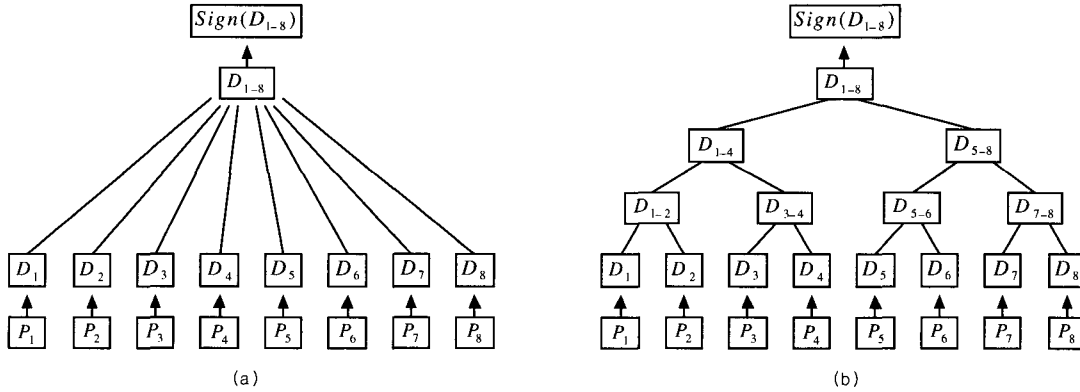 Sign(D₁₋₈)
D₁₋₈
D₁ D₂ D₃ D₄ D₅ D₆ D₇ D₈
P₁ P₂ P₃ P₄ P₅ P₆ P₇ P₈
(a)
Sign(D₁₋₈)
D₁₋₈
D₁₋₄ D₅₋₈
D₁₋₂ D₃₋₄ D₅₋₆ D₇₋₈
D₁ D₂ D₃ D₄ D₅ D₆ D₇ D₈
P₁ P₂ P₃ P₄ P₅ P₆ P₇ P₈
(b)